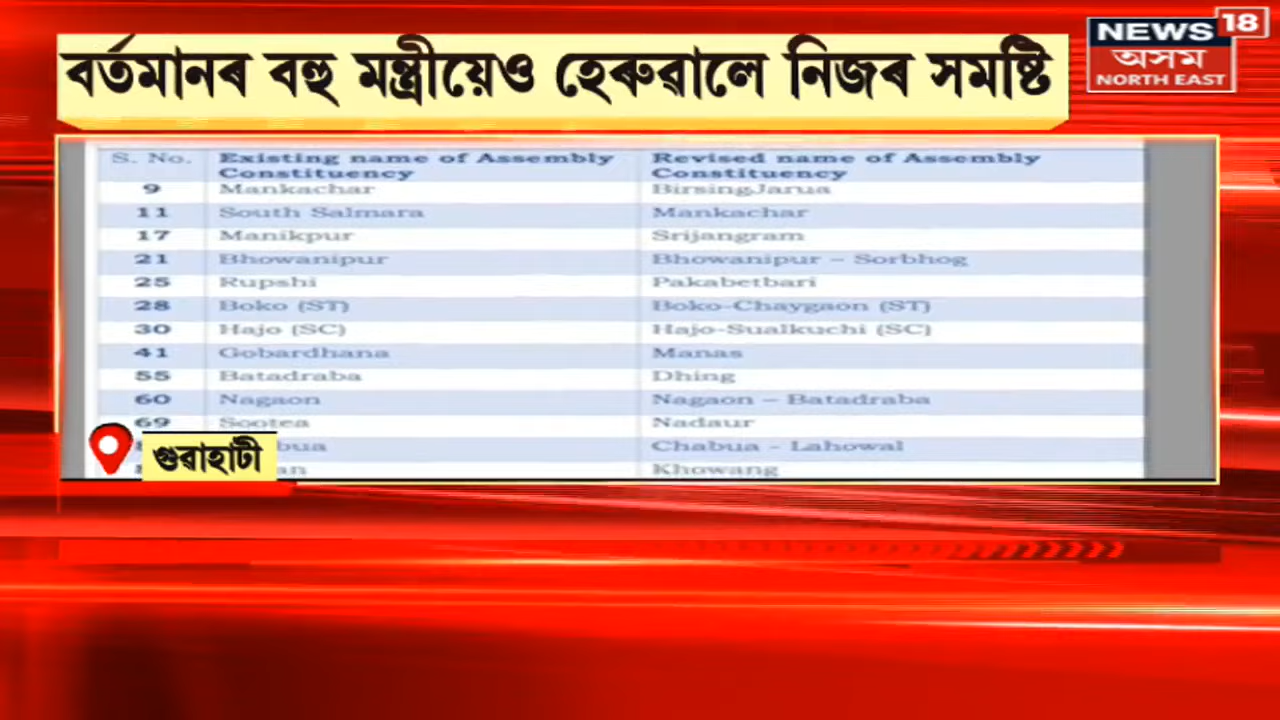 বৰ্তমানৰ বহু মন্ত্ৰীয়েও হেৰুৱালে নিজৰ সমষ্টি
NEWS 18
অসম
NORTH EAST
S. No. Existing name of Assembly Constituency Revised name of Assembly Constituency
9 Mankachar BirsingJarua
11 South Salmara Mankachar
17 Manikpur Srijangram
21 Bhowanipur Bhowanipur – Sorbhog
25 Rupshi Pakabetbari
28 Boko (ST) Boko-Chaygaon (ST)
30 Hajo (SC) Hajo-Sualkuchi (SC)
41 Gobardhana Manas
55 Batadraba Dhing
60 Nagaon Nagaon – Batadraba
69 Sootea Nadaur
Chabua - Lahowal
Khowang
গুৱাহাটী